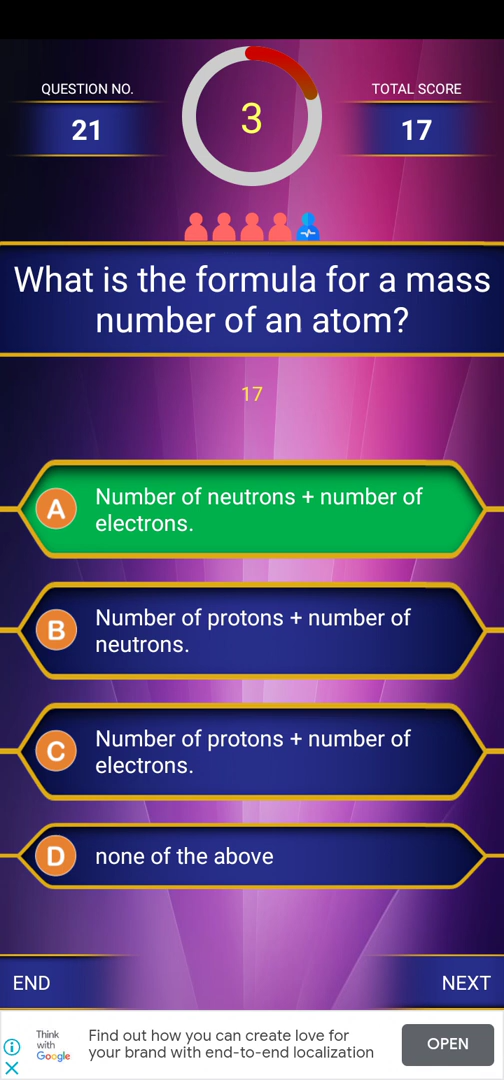 QUESTION NO.
21
3
TOTAL SCORE
17
What is the formula for a mass
number of an atom?
17
A
Number of neutrons + number of
electrons.
B
Number of protons + number of
neutrons.
C
Number of protons + number of
electrons.
D
none of the above
END
NEXT
Think
with
Google
Find out how you can create love for
your brand with end-to-end localization
OPEN